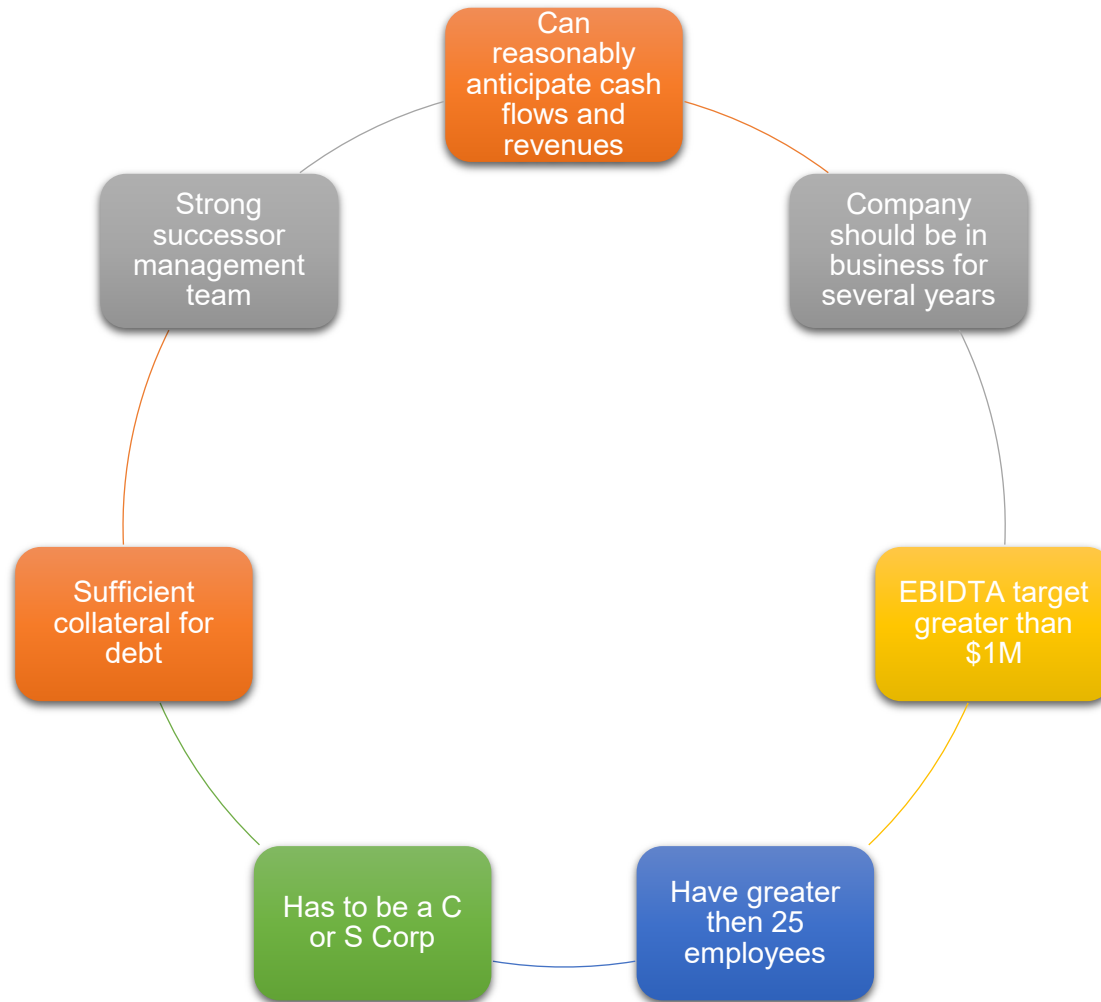 Can
reasonably
anticipate cash
flows and
revenues
Company
should be in
business for
several years
EBIDTA target
greater than
$1M
Have greater
then 25
employees
Has to be a C
or S Corp
Sufficient
collateral for
debt
Strong
successor
management
team